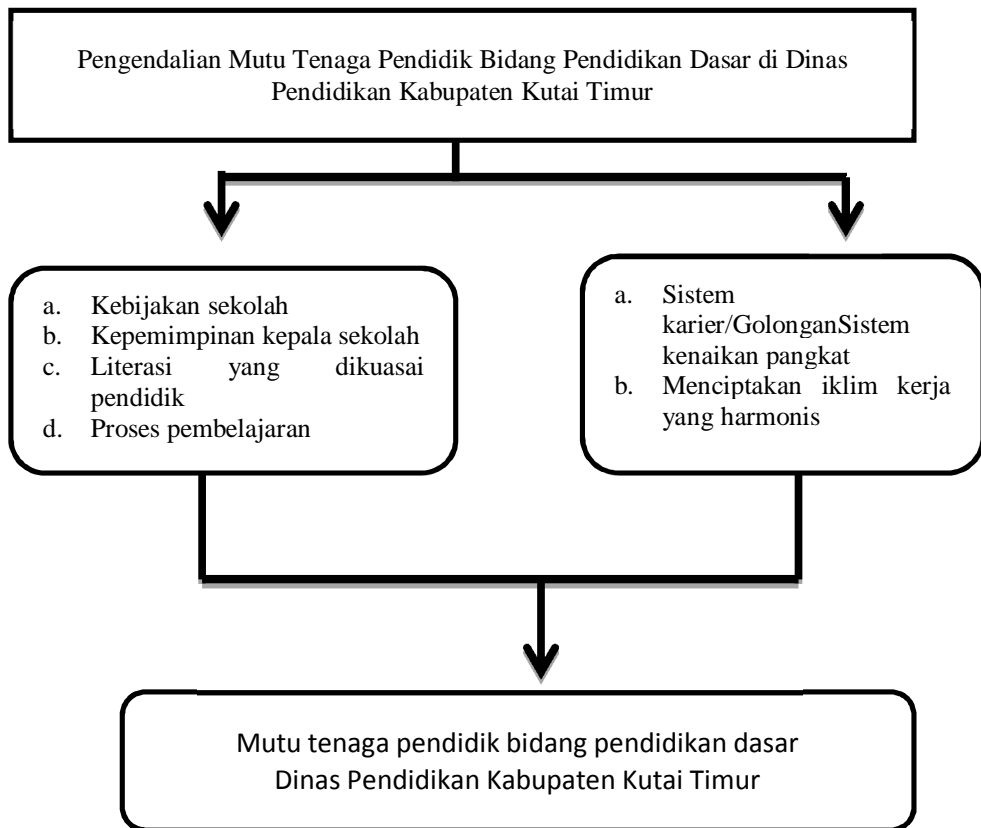 Pengendalian Mutu Tenaga Pendidik Bidang Pendidikan Dasar di Dinas
Pendidikan Kabupaten Kutai Timur
a. Kebijakan sekolah
b. Kepemimpinan kepala sekolah
c. Literasi yang dikuasai
pendidik
d. Proses pembelajaran
a. Sistem
karier/GolonganSistem
kenaikan pangkat
b. Menciptakan iklim kerja
yang harmonis
Mutu tenaga pendidik bidang pendidikan dasar
Dinas Pendidikan Kabupaten Kutai Timur